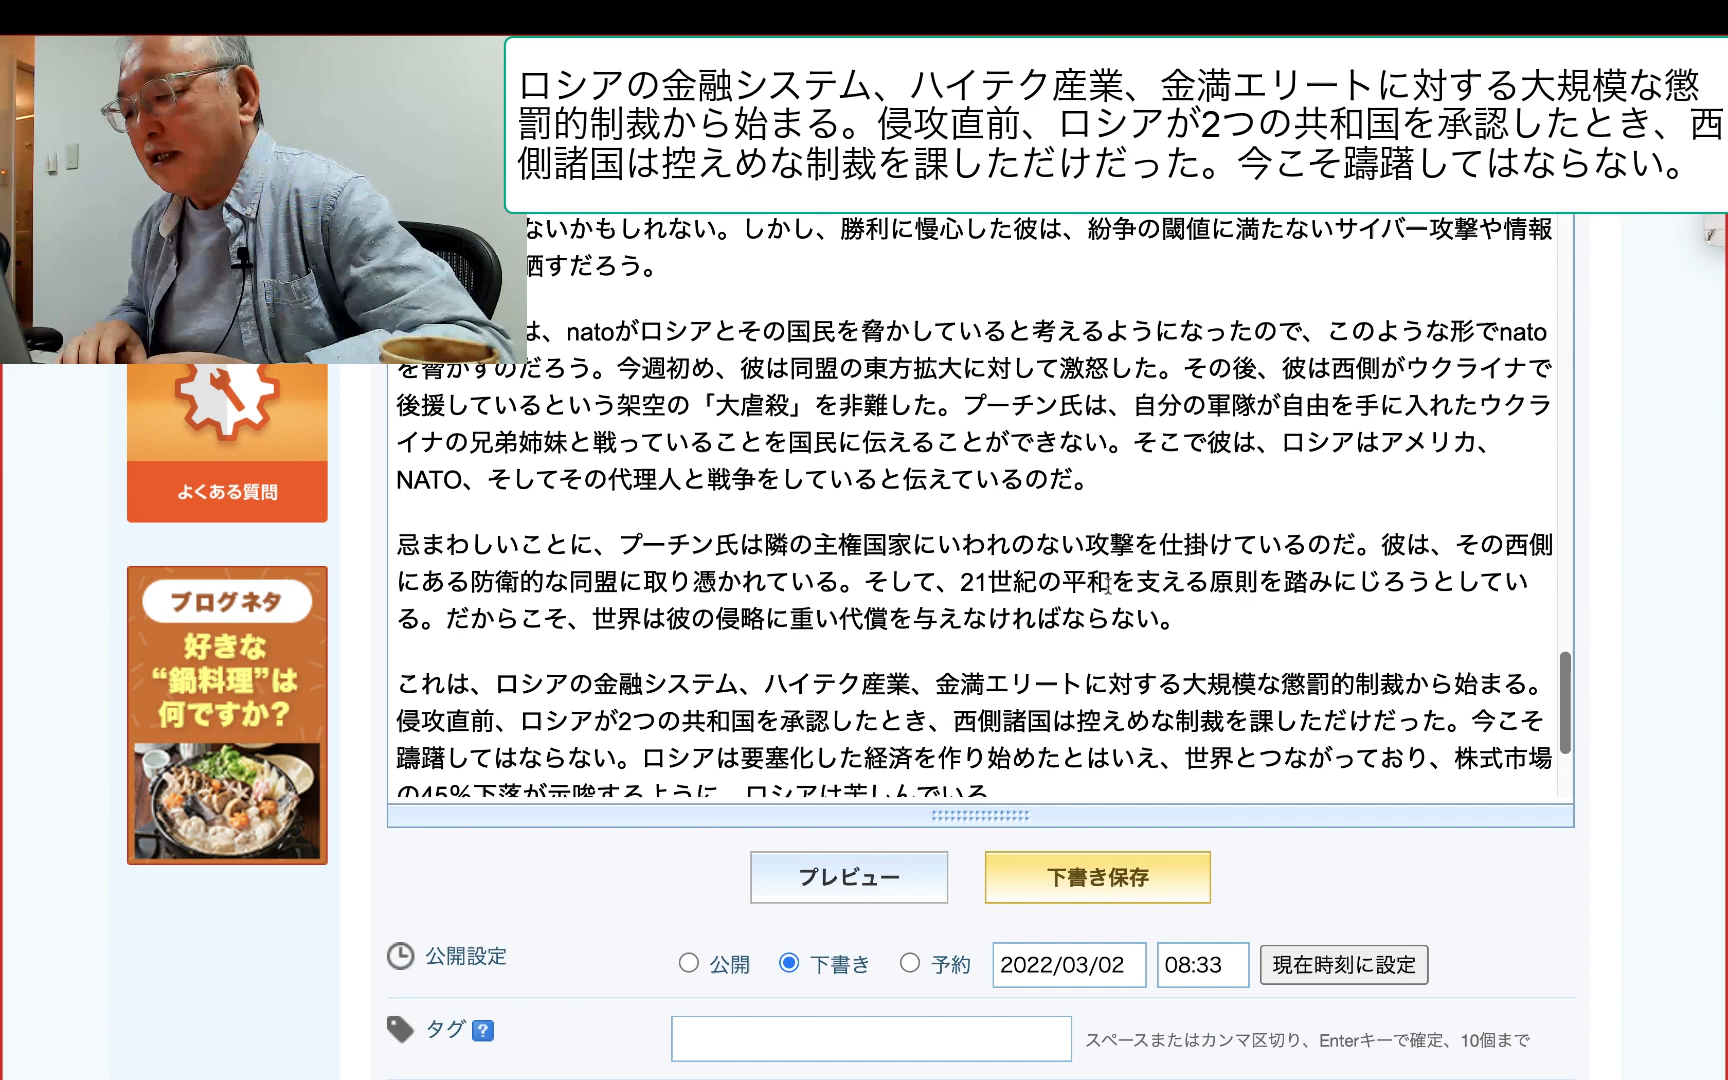 ロシアの金融システム、ハイテク産業、金満エリートに対する大規模な懲
罰的制裁から始まる。侵攻直前、ロシアが2つの共和国を承認したとき、西
側諸国は控えめな制裁を課しただけだった。今こそ躊躇してはならない。
ないかもしれない。しかし、勝利に慢心した彼は、紛争の閾値に満たないサイバー攻撃や情報
晒すだろう。
は、natoがロシアとその国民を脅かしていると考えるようになったので、このような形でnato
を脅かすのだろう。今週初め、彼は同盟の東方拡大に対して激怒した。その後、彼は西側がウクライナで
後援しているという架空の「大虐殺」を非難した。プーチン氏は、自分の軍隊が自由を手に入れたウクラ
イナの兄弟姉妹と戦っていることを国民に伝えることができない。そこで彼は、ロシアはアメリカ、
NATO、そしてその代理人と戦争をしていると伝えているのだ。
忌まわしいことに、プーチン氏は隣の主権国家にいわれのない攻撃を仕掛けているのだ。彼は、その西側
にある防衛的な同盟に取り憑かれている。そして、21世紀の平和を支える原則を踏みにじろうとしてい
る。だからこそ、世界は彼の侵略に重い代償を与えなければならない。
これは、ロシアの金融システム、ハイテク産業、金満エリートに対する大規模な懲罰的制裁から始まる。
侵攻直前、ロシアが2つの共和国を承認したとき、西側諸国は控えめな制裁を課しただけだった。今こそ
躊躇してはならない。ロシアは要塞化した経済を作り始めたとはいえ、世界とつながっており、株式市場
の45%下落が示唆するように、ロシアは苦しんでいる。
よくある質問
ブログネタ
好きな
“鍋料理”は
何ですか?
プレビュー
下書き保存
公開設定
公開
下書き
予約
2022/03/02
08:33
現在時刻に設定
タグ
?
スペースまたはカンマ区切り、Enterキーで確定、10個まで